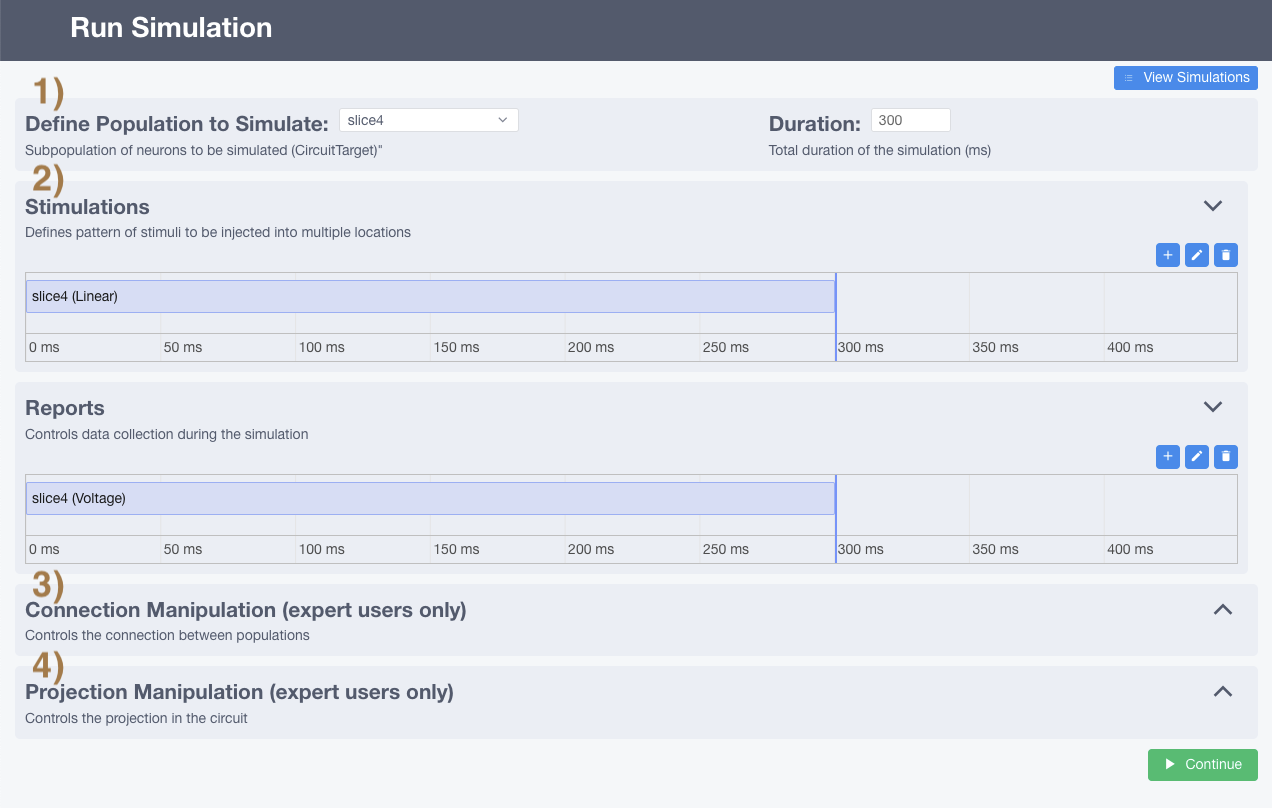 Run Simulation
View Simulations
1)
Define Population to Simulate: slice4 Duration: 300
Subpopulation of neurons to be simulated (CircuitTarget)" Total duration of the simulation (ms)
2)
Stimulations
Defines pattern of stimuli to be injected into multiple locations
slice4 (Linear)
0 ms 50 ms 100 ms 150 ms 200 ms 250 ms 300 ms 350 ms 400 ms
Reports
Controls data collection during the simulation
slice4 (Voltage)
0 ms 50 ms 100 ms 150 ms 200 ms 250 ms 300 ms 350 ms 400 ms
3)
Connection Manipulation (expert users only)
Controls the connection between populations
4)
Projection Manipulation (expert users only)
Controls the projection in the circuit
Continue